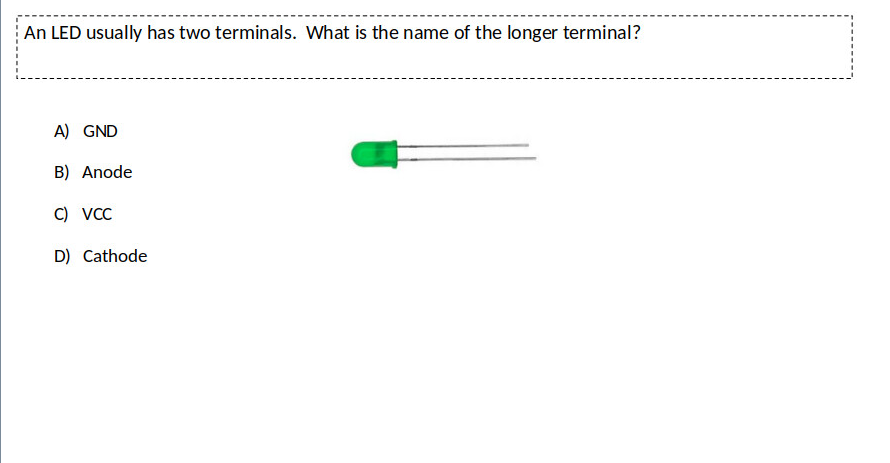 An LED usually has two terminals.  What is the name of the longer terminal?
A) GND
B) Anode
C) VCC
D) Cathode